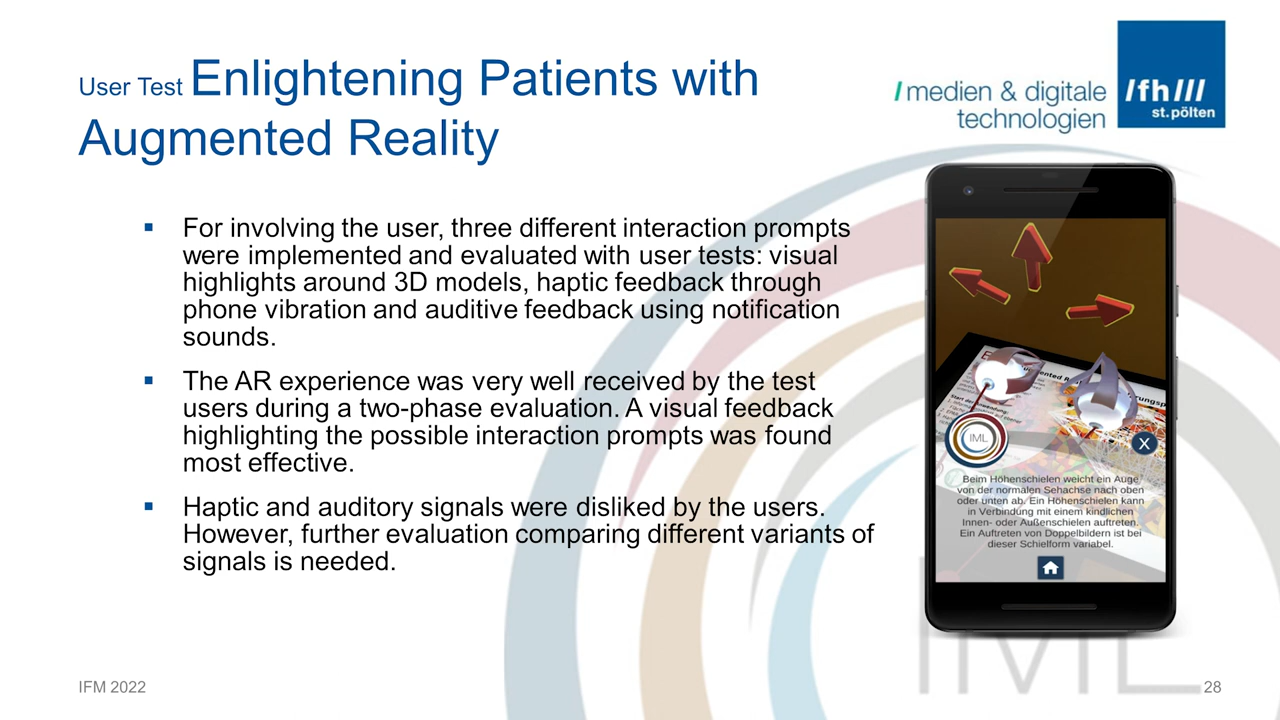 User Test Enlightening Patients with
Augmented Reality
/ medien & digitale
technologien
/fh///
st. pölten
▪ For involving the user, three different interaction prompts
were implemented and evaluated with user tests: visual
highlights around 3D models, haptic feedback through
phone vibration and auditive feedback using notification
sounds.
▪ The AR experience was very well received by the test
users during a two-phase evaluation. A visual feedback
highlighting the possible interaction prompts was found
most effective.
▪ Haptic and auditory signals were disliked by the users.
However, further evaluation comparing different variants of
signals is needed.
Start der Anwendung:
IML
X
Beim Höhenschielen weicht ein Auge
von der normalen Sehachse nach oben
oder unten ab. Ein Höhenschielen kann
in Verbindung mit einem kindlichen
Innen- oder Außenschielen auftreten.
Ein Auftreten von Doppelbildern ist bei
dieser Schielform variabel.
IML
IFM 2022
28